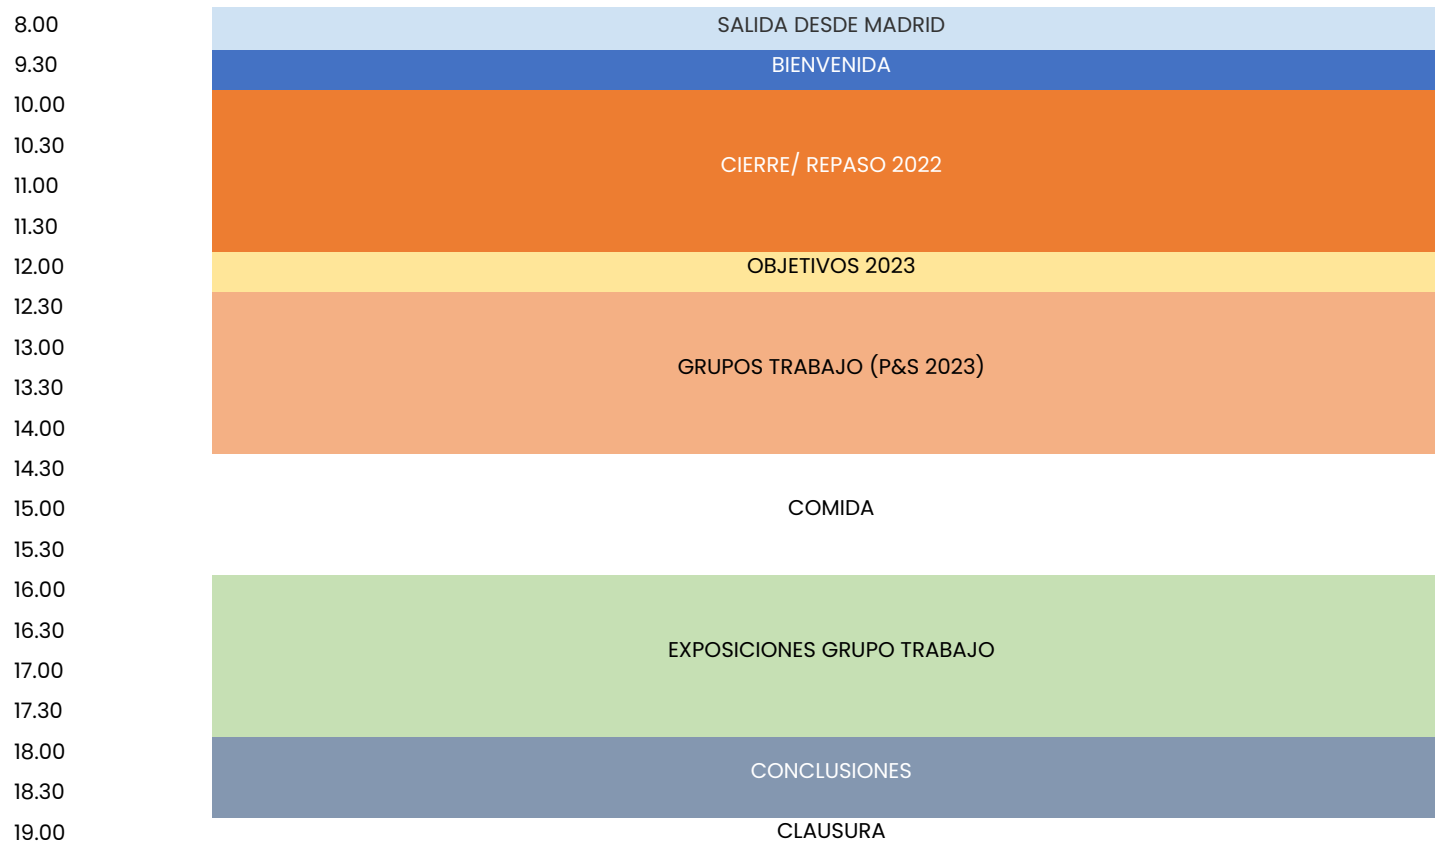 8.00 SALIDA DESDE MADRID
9.30 BIENVENIDA
10.00
10.30
CIERRE/ REPASO 2022
11.00
11.30
12.00 OBJETIVOS 2023
12.30
13.00
GRUPOS TRABAJO (P&S 2023)
13.30
14.00
14.30
15.00 COMIDA
15.30
16.00
16.30
EXPOSICIONES GRUPO TRABAJO
17.00
17.30
18.00
CONCLUSIONES
18.30
19.00 CLAUSURA